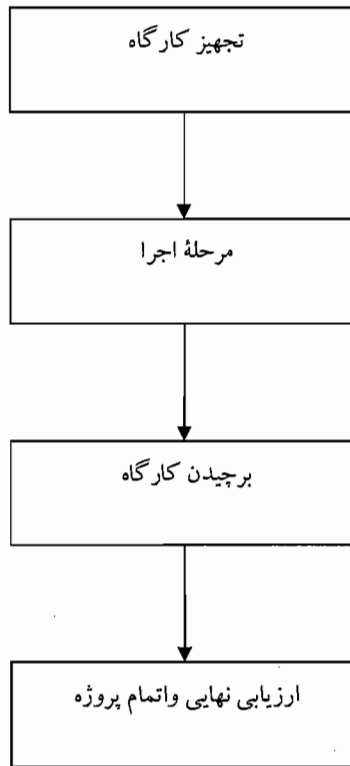 تجهیز کارگاه
مرحلهٔ اجرا
برچیدن کارگاه
ارزیابی نهایی واتمام پروژه